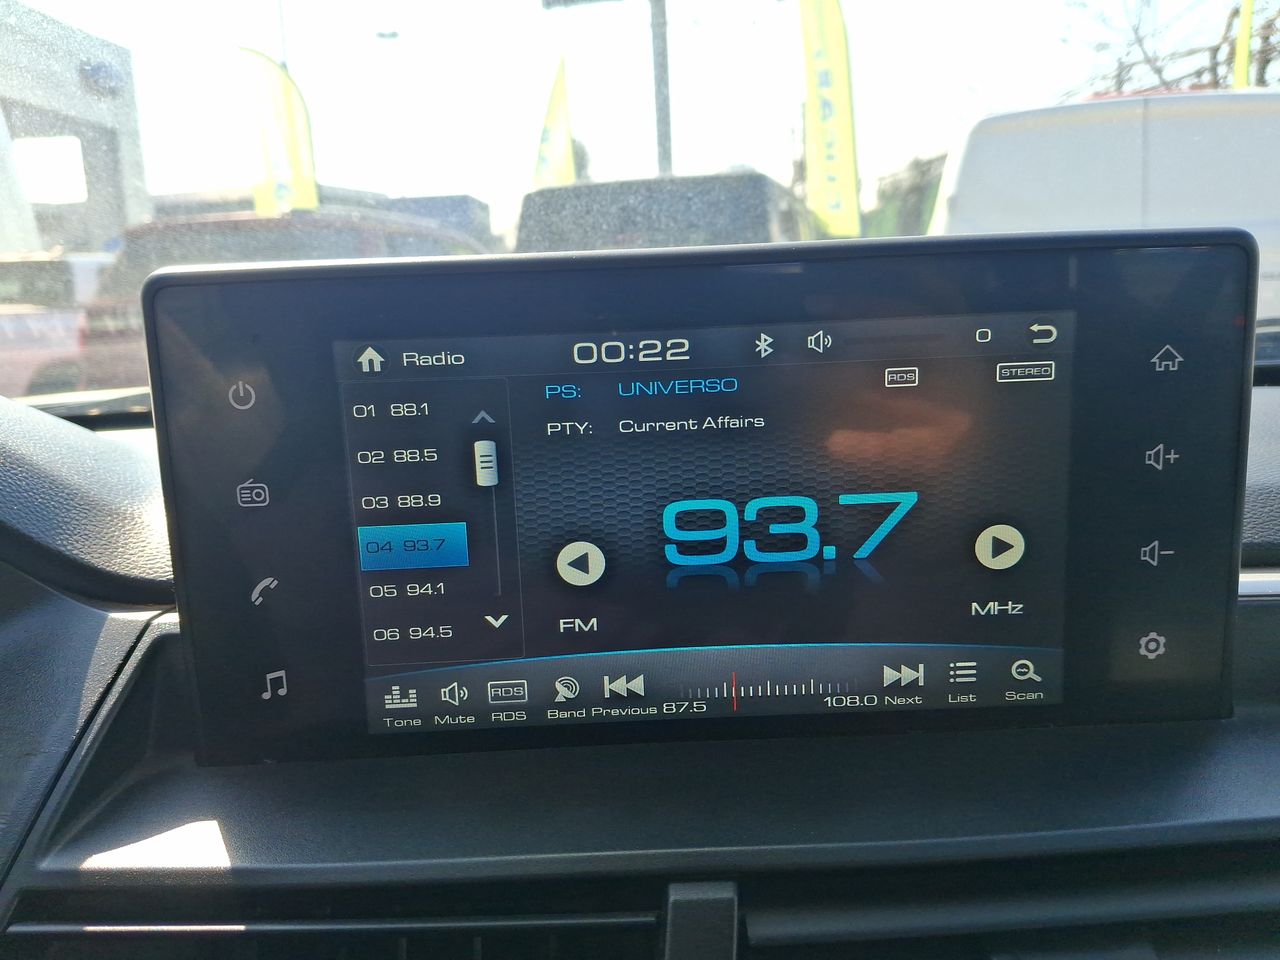 Radio 00:22 0
PS: UNIVERSO RDS STEREO
PTY: Current Affairs
01 88.1
02 88.5
03 88.9
04 93.7
05 94.1
06 94.5
93.7
FM MHz
RDS
87.5 108.0
Tone Mute RDS Band Previous Next List Scan